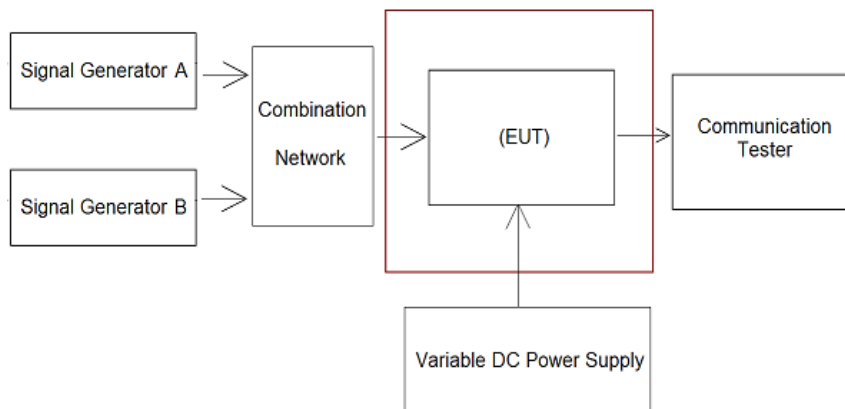 Signal Generator A
Combination
Network
(EUT)
Communication
Tester
Signal Generator B
Variable DC Power Supply